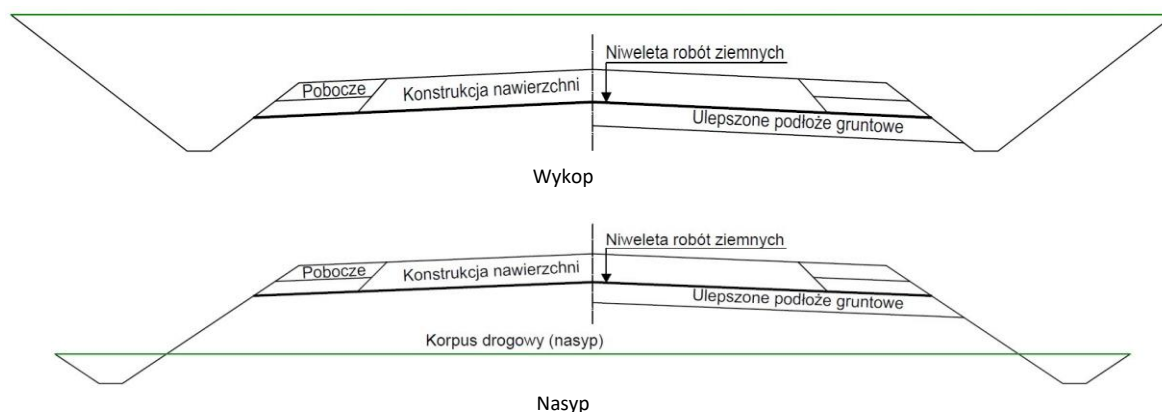 Niweleta robót ziemnych
Pobocze
Konstrukcja nawierzchni
Ulepszone podłoże gruntowe
Wykop
Niweleta robót ziemnych
Pobocze
Konstrukcja nawierzchni
Ulepszone podłoże gruntowe
Korpus drogowy (nasyp)
Nasyp